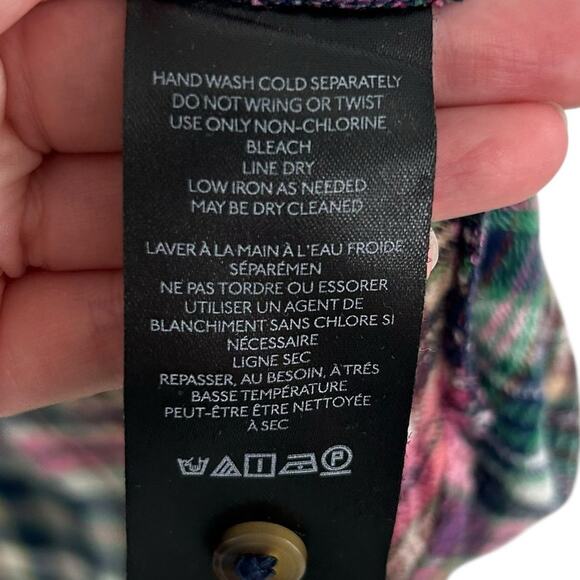 HAND WASH COLD SEPARATELY
DO NOT WRING OR TWIST
USE ONLY NON-CHLORINE
BLEACH
LINE DRY
LOW IRON AS NEEDED
MAY BE DRY CLEANED
LAVER À LA MAIN À L'EAU FROIDE
SÉPARÉMEN
NE PAS TORDRE OU ESSORER
UTILISER UN AGENT DE
BLANCHIMENT SANS CHLORE SI
NÉCESSAIRE
LIGNE SEC
REPASSER, AU BESOIN, À TRÉS
BASSE TEMPÉRATURE
PEUT-ÊTRE ÊTRE NETTOYÉE
À SEC